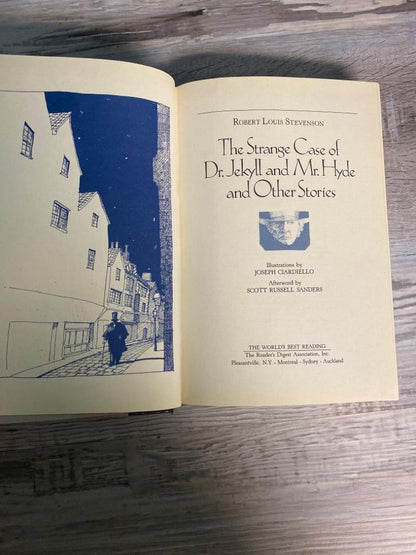 ROBERT LOUIS STEVENSON
The Strange Case of
Dr. Jekyll and Mr. Hyde
and Other Stories
Illustrations by
JOSEPH CIARDIELLO
Afterword by
SCOTT RUSSELL SANDERS
THE WORLD'S BEST READING
The Reader's Digest Association, Inc.
Pleasantville, N.Y. - Montreal - Sydney - Auckland